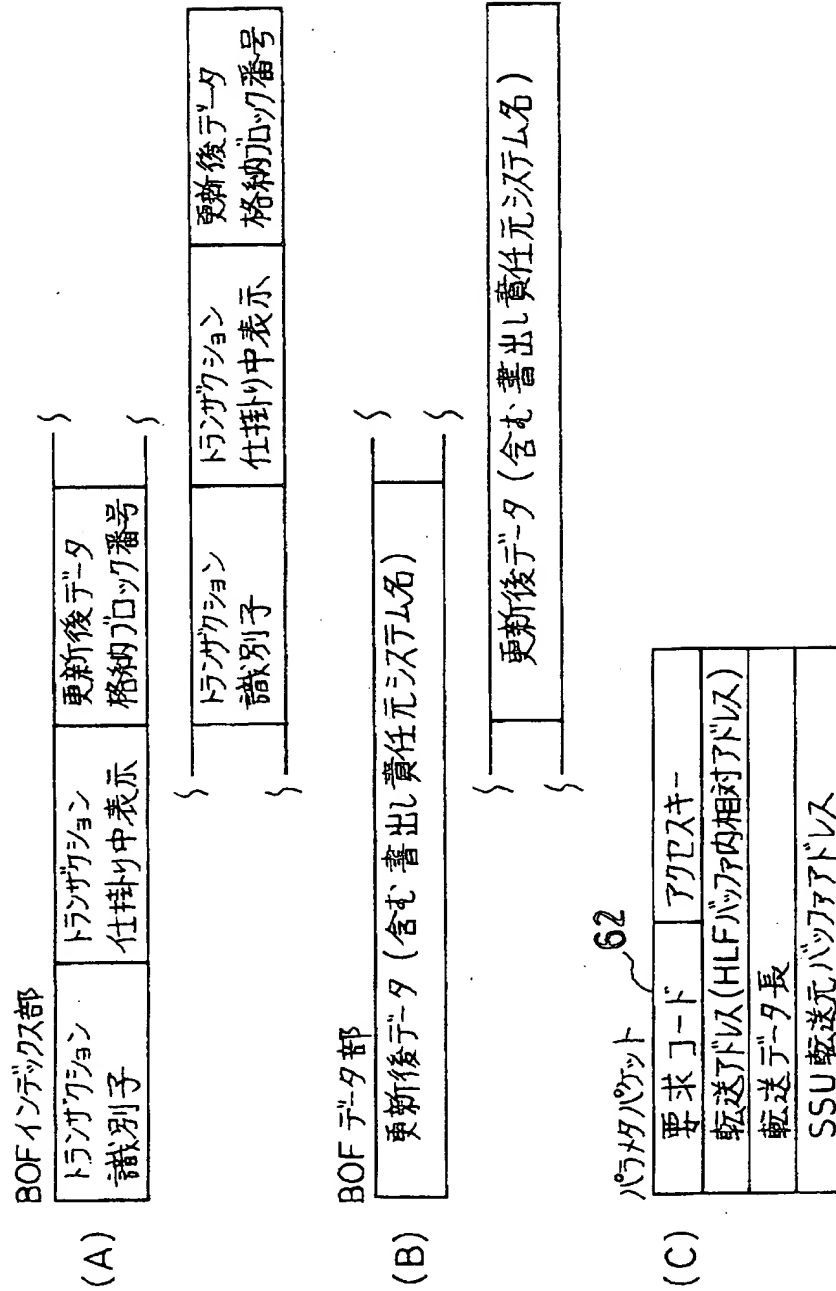 (A)
BOFインデックス部
トランザクション
識別子
トランザクション
仕掛り中表示
更新後データ
格納ブロック番号
トランザクション
識別子
トランザクション
仕掛り中表示
更新後データ
格納ブロック番号
(B)
BOFデータ部
更新後データ(含む書出し責任元システム名)
更新後データ(含む書出し責任元システム名)
(C)
パラメタパケット
62
要求コード
アクセスキー
転送アドレス(HLFバッファ内相対アドレス)
転送データ長
SSU転送元バッファアドレス